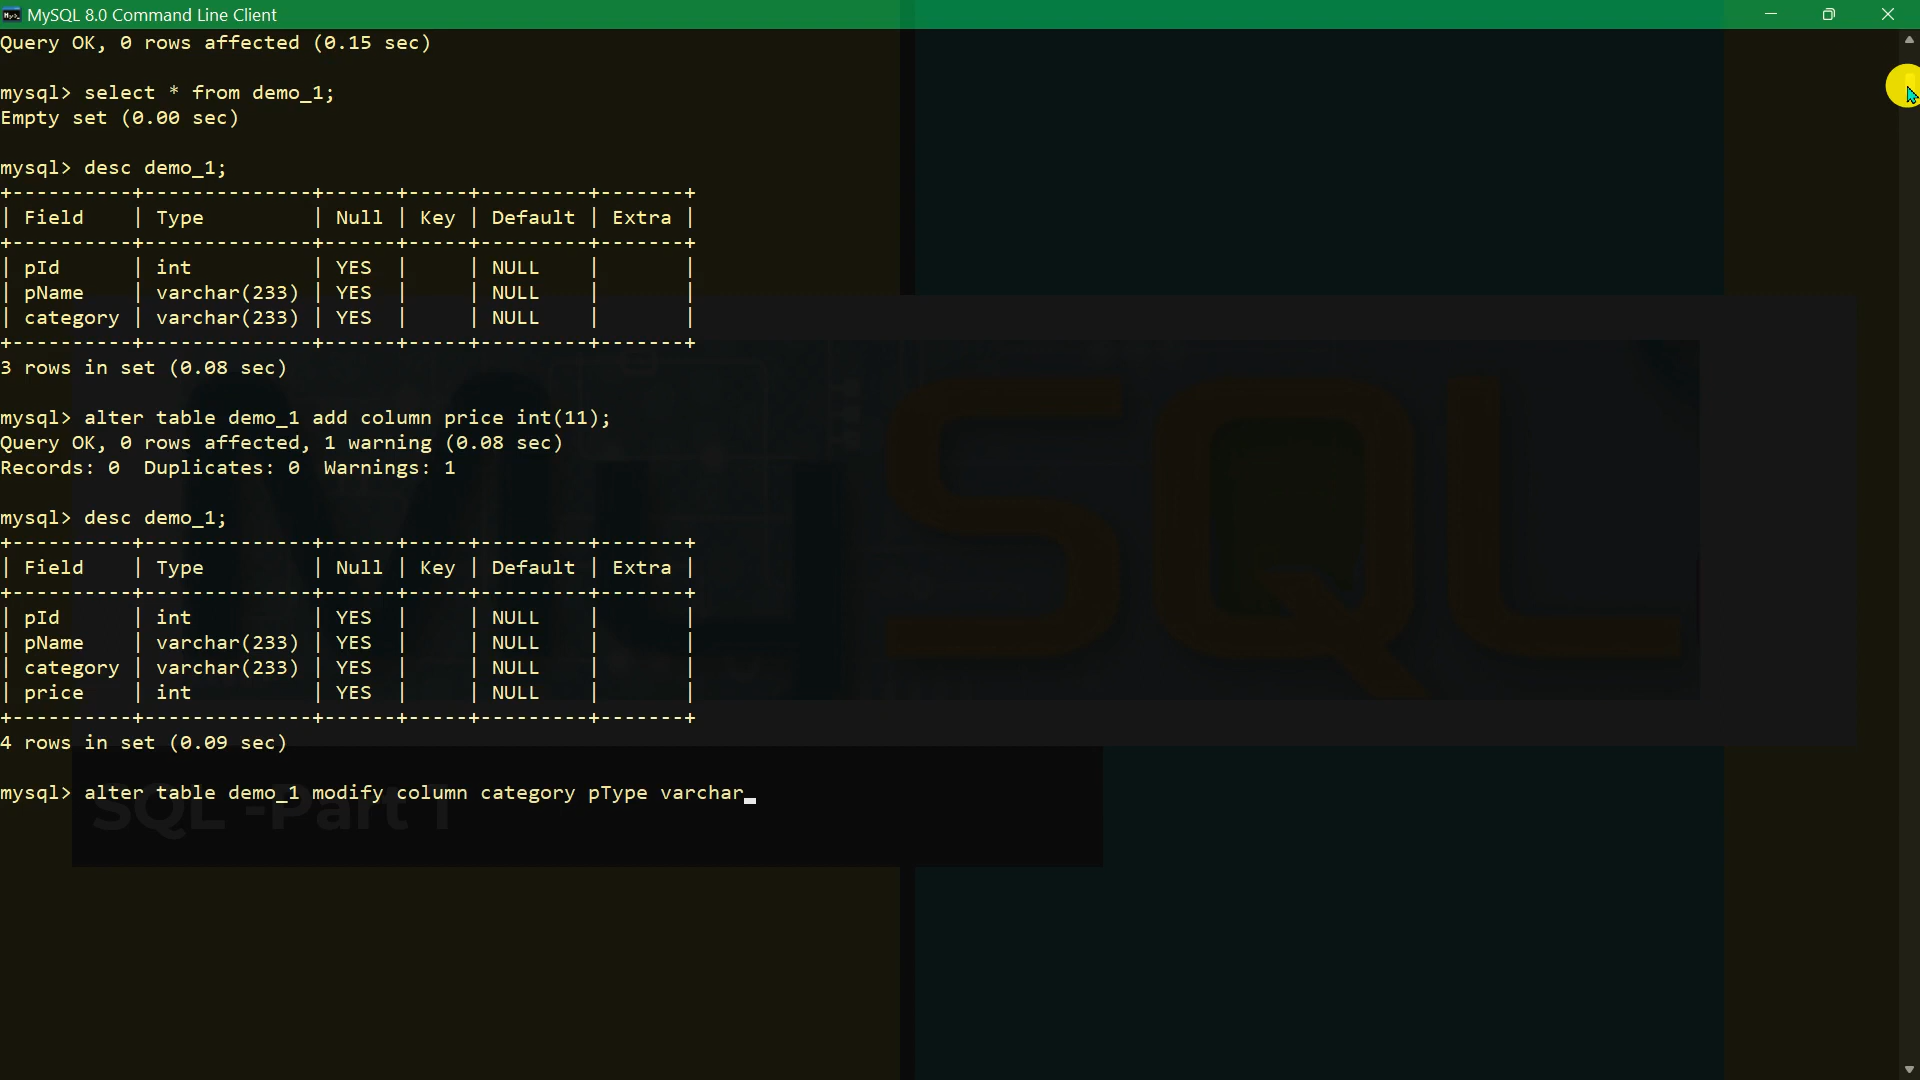 MySQL 8.0 Command Line Client
Query OK, 0 rows affected (0.15 sec)
mysql> select * from demo_1;
Empty set (0.00 sec)
mysql> desc demo_1;
+----------+--------------+------+-----+---------+-------+
| Field    | Type         | Null | Key | Default | Extra |
+----------+--------------+------+-----+---------+-------+
| pId      | int          | YES  |     | NULL    |       |
| pName    | varchar(233) | YES  |     | NULL    |       |
| category | varchar(233) | YES  |     | NULL    |       |
+----------+--------------+------+-----+---------+-------+
3 rows in set (0.08 sec)
mysql> alter table demo_1 add column price int(11);
Query OK, 0 rows affected, 1 warning (0.08 sec)
Records: 0  Duplicates: 0  Warnings: 1
mysql> desc demo_1;
+----------+--------------+------+-----+---------+-------+
| Field    | Type         | Null | Key | Default | Extra |
+----------+--------------+------+-----+---------+-------+
| pId      | int          | YES  |     | NULL    |       |
| pName    | varchar(233) | YES  |     | NULL    |       |
| category | varchar(233) | YES  |     | NULL    |       |
| price    | int          | YES  |     | NULL    |       |
+----------+--------------+------+-----+---------+-------+
4 rows in set (0.09 sec)
mysql> alter table demo_1 modify column category pType varchar_
My SQL
SQL -Part 1